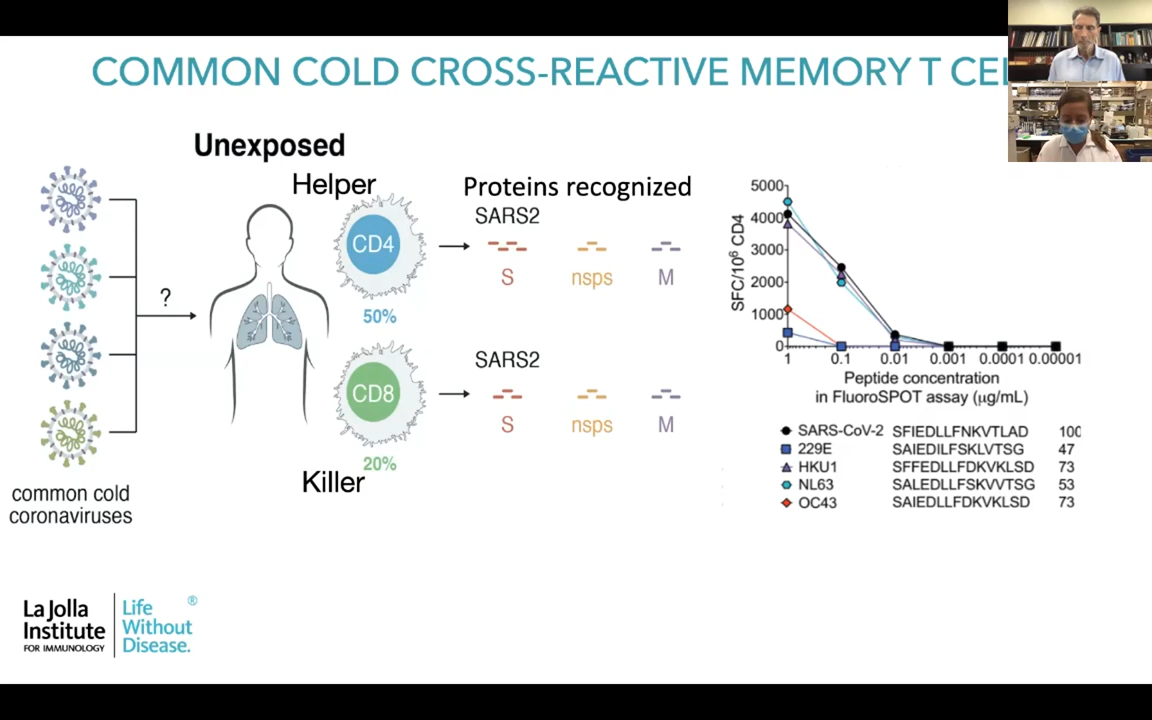 COMMON COLD CROSS-REACTIVE MEMORY T CEL
Unexposed
Helper
CD4
50%
CD8
20%
Killer
?
common cold
coronaviruses
Proteins recognized
SARS2
S nsps M
SARS2
S nsps M
5000
4000
3000
2000
1000
0
SFC/10⁶ CD4
1 0.1 0.01 0.001 0.0001 0.00001
Peptide concentration
in FluoroSPOT assay (μg/mL)
SARS-CoV-2 SFIEDLLFNKVTLAD 100
229E SAIEDILFSKLVTSG 47
HKU1 SFFEDLLFDKVKLSD 73
NL63 SALEDLLFSKVVTSG 53
OC43 SAIEDLLFDKVKLSD 73
La Jolla
Institute
FOR IMMUNOLOGY
Life
Without
Disease.
®